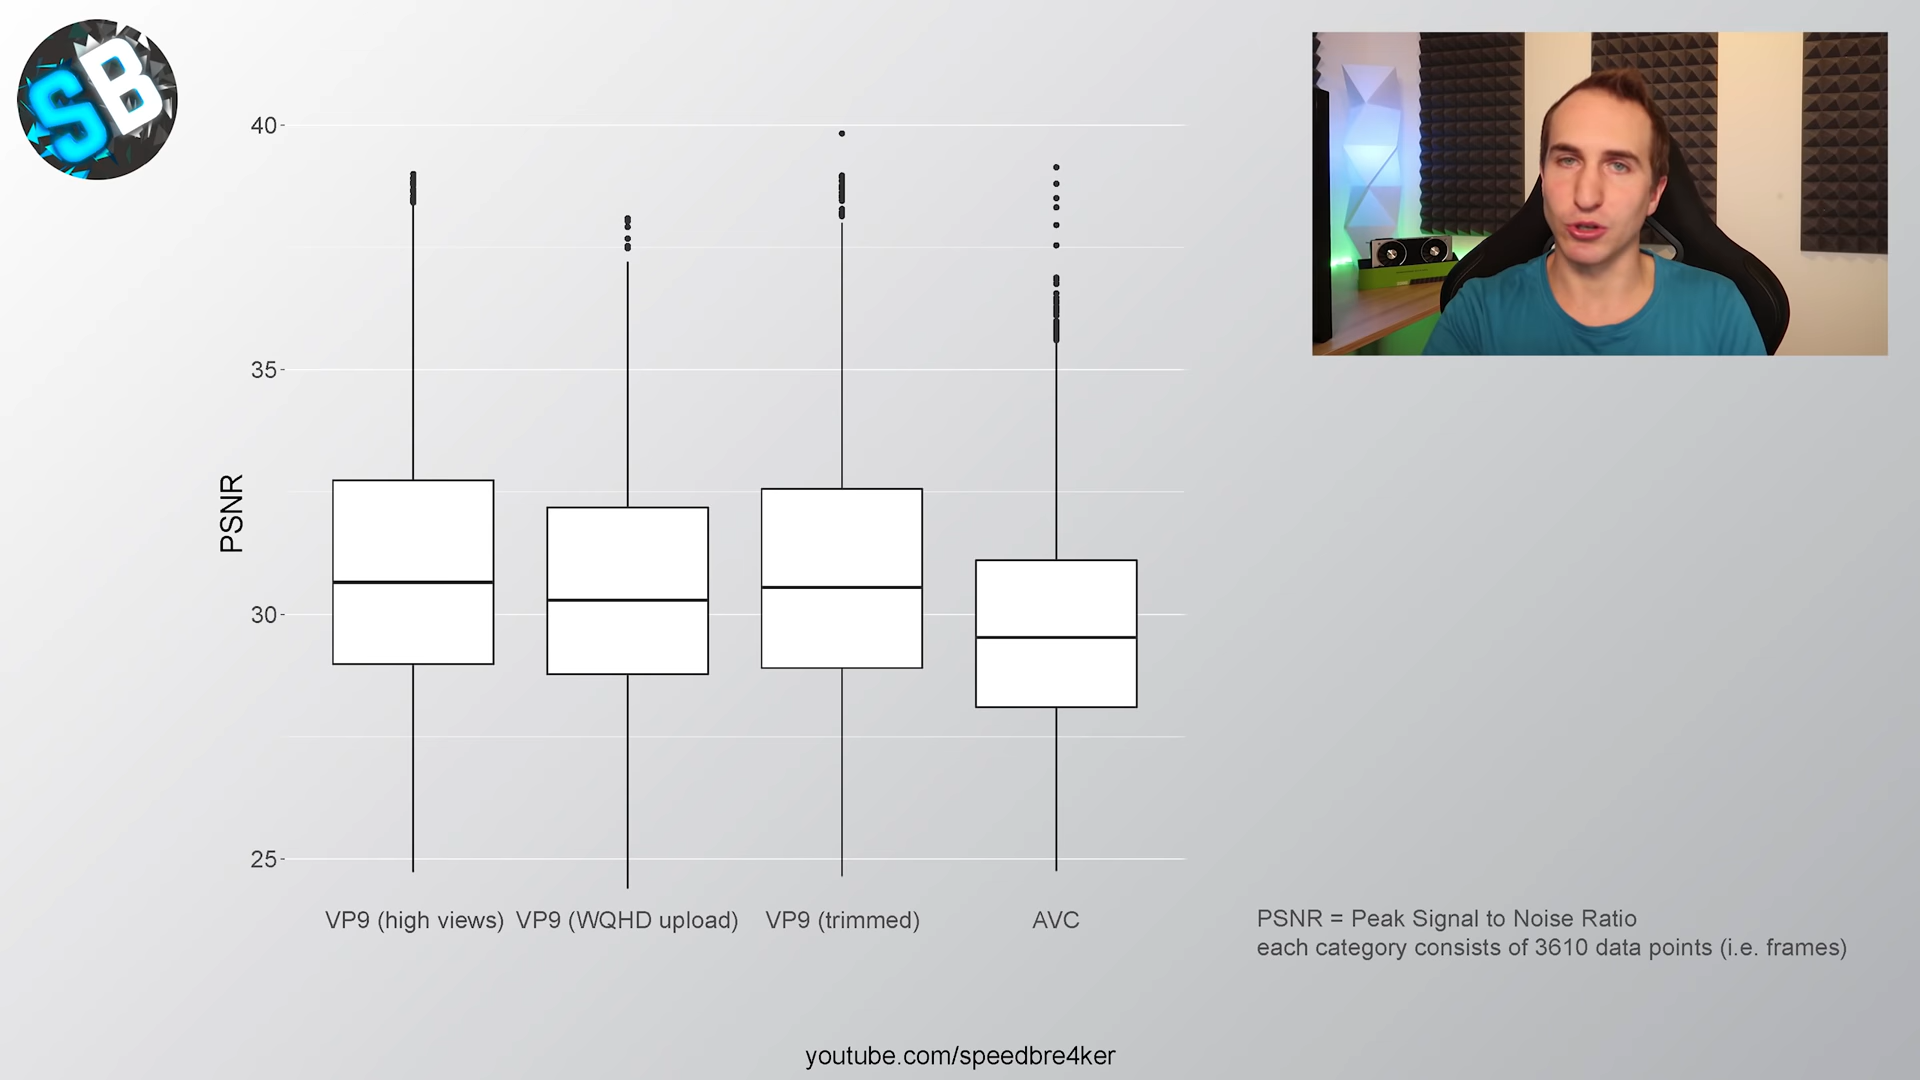 SB
40
35
30
25
PSNR
VP9 (high views)
VP9 (WQHD upload)
VP9 (trimmed)
AVC
PSNR = Peak Signal to Noise Ratio
each category consists of 3610 data points (i.e. frames)
youtube.com/speedbre4ker